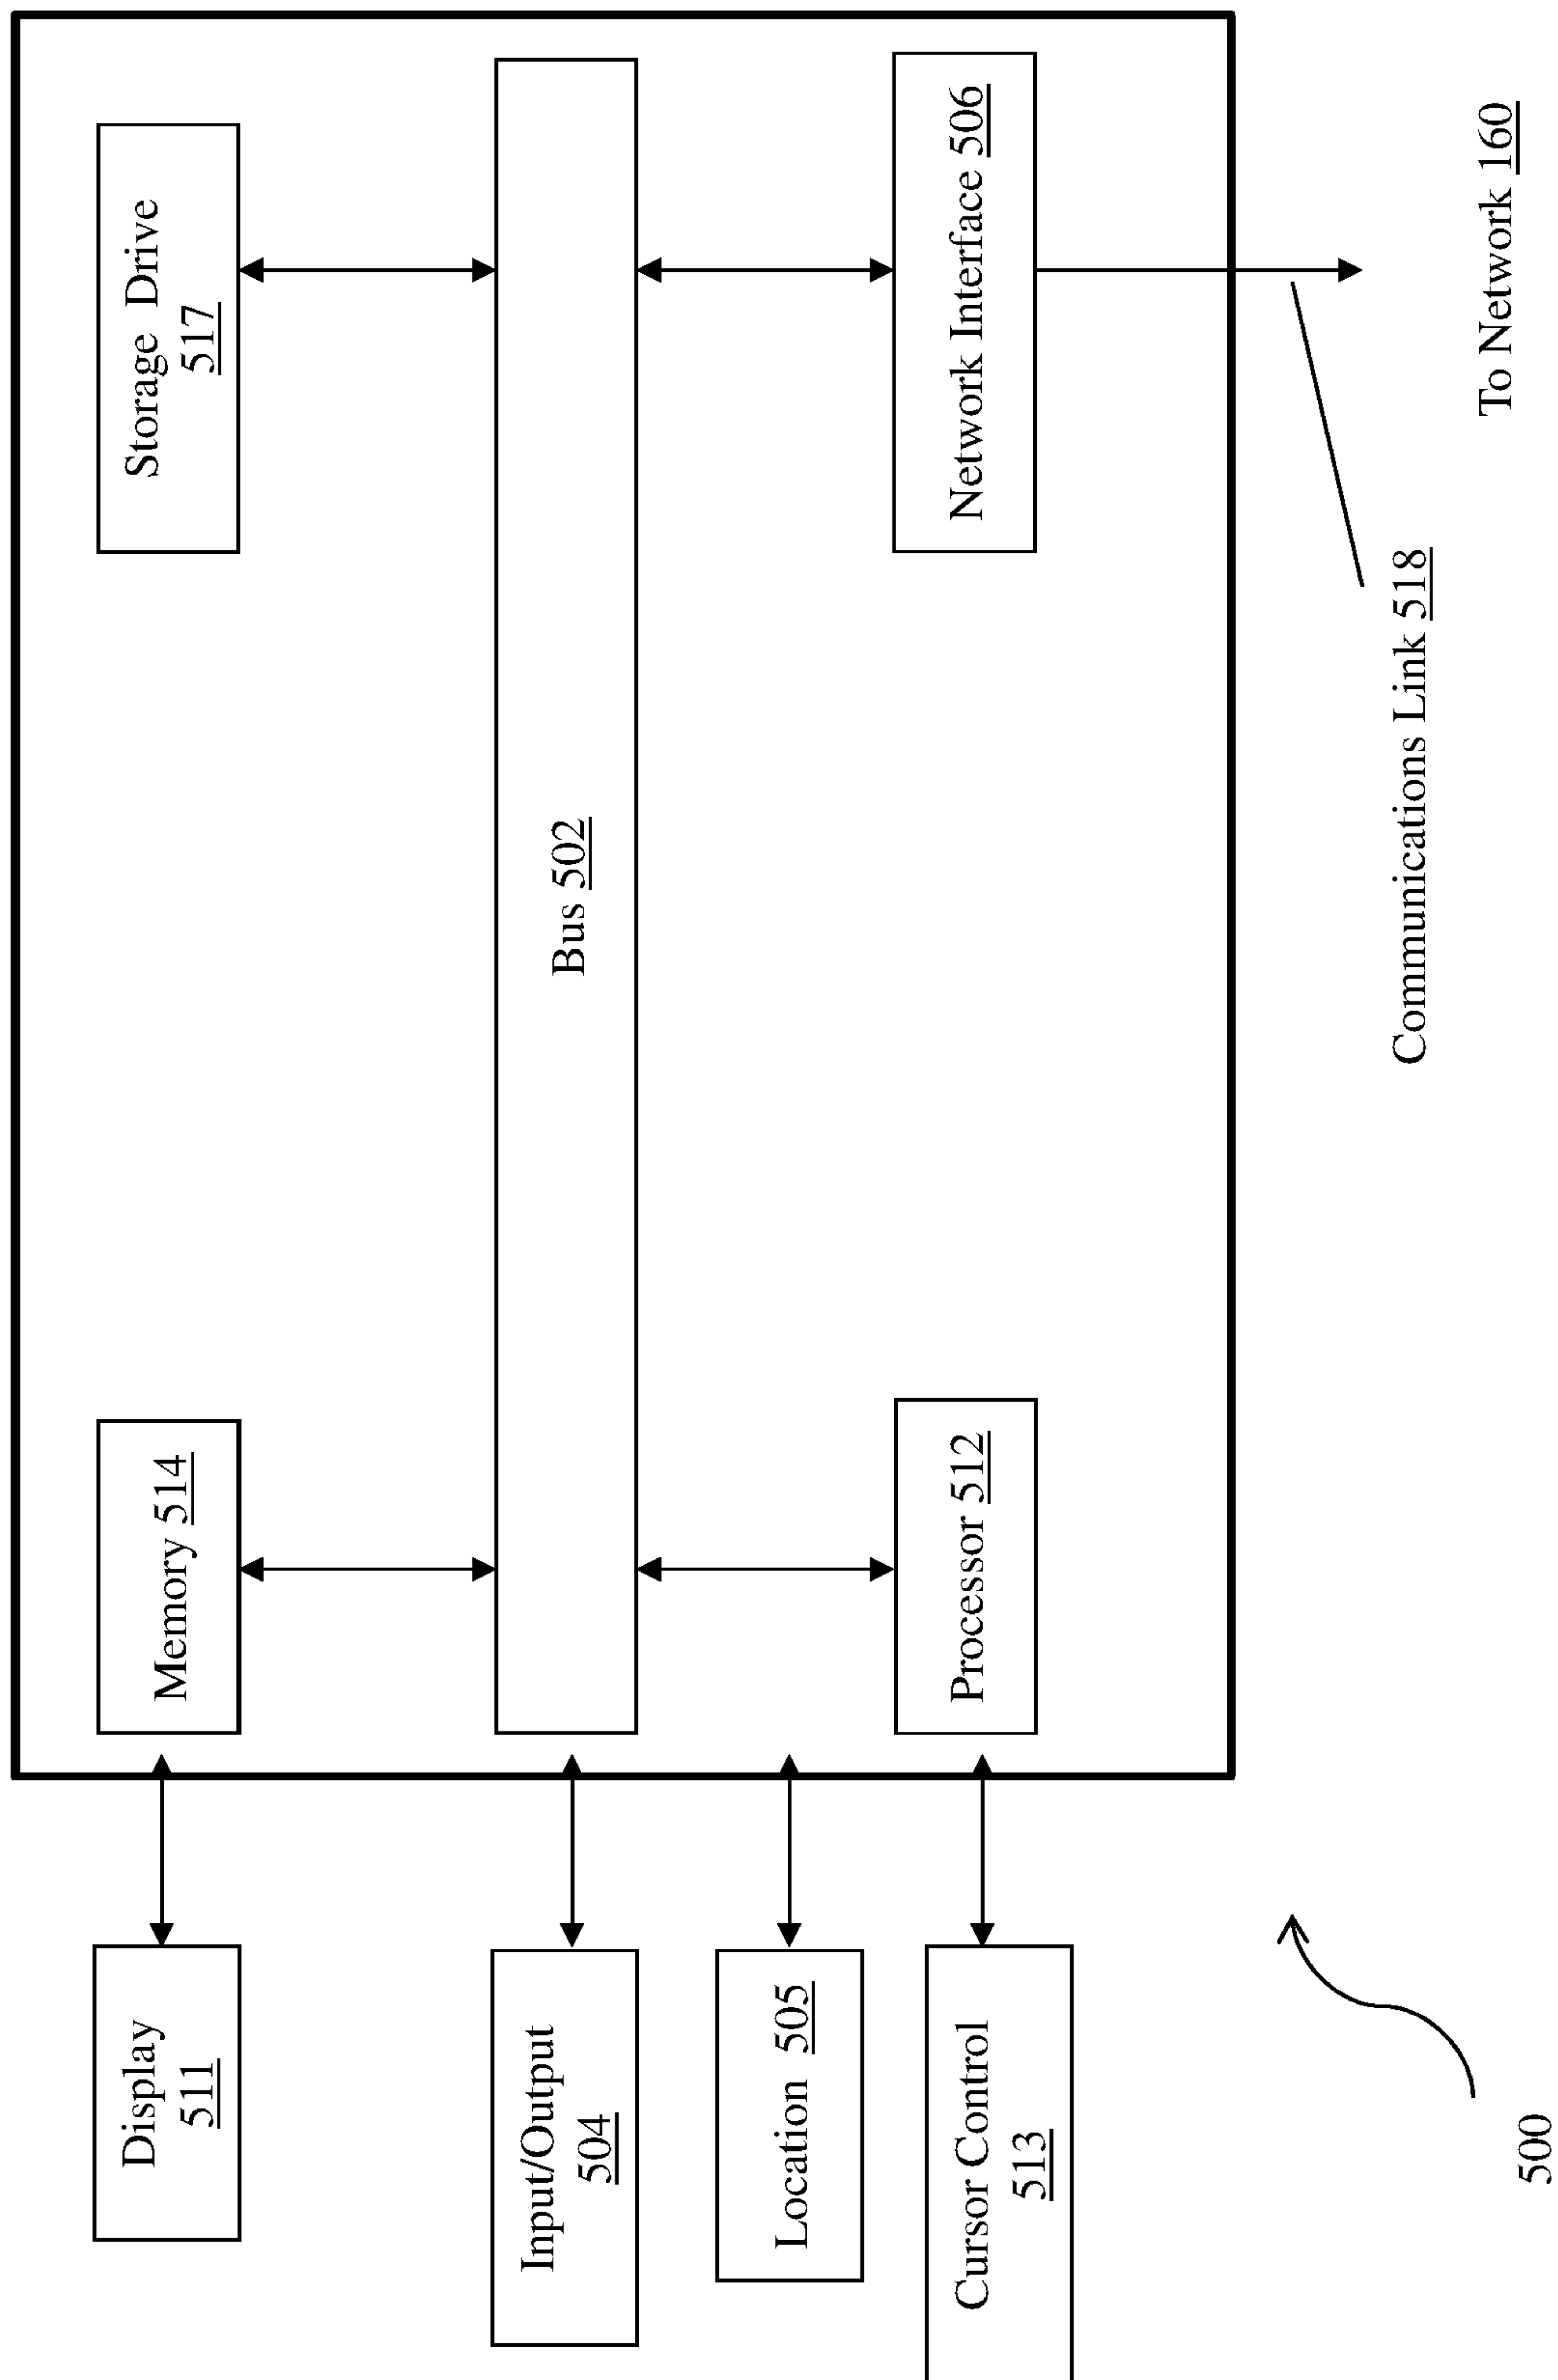 Display
511
Memory 514
Storage Drive
517
Input/Output
504
Bus 502
Location 505
Cursor Control
513
Processor 512
Network Interface 506
Communications Link 518
To Network 160
500